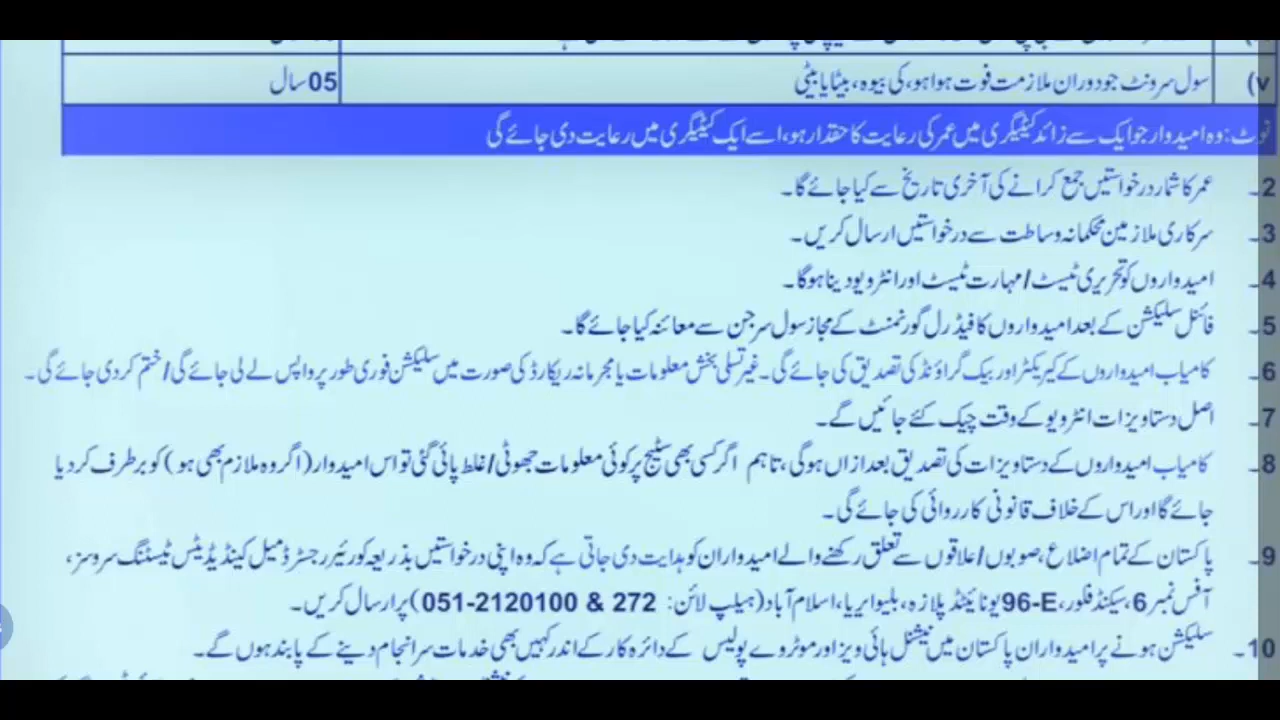 v) سول سرونٹ جو دوران ملازمت فوت ہوا ہو، کی بیوہ، بیٹا یا بیٹی 05 سال
نوٹ: وہ امیدوار جو ایک سے زائد کیٹیگری میں عمر کی رعایت کا حقدار ہو، اسے ایک کیٹیگری میں رعایت دی جائے گی
2۔ عمر کا شمار درخواستیں جمع کرانے کی آخری تاریخ سے کیا جائے گا۔
3۔ سرکاری ملازمین محکمانہ وساطت سے درخواستیں ارسال کریں۔
4۔ امیدواروں کو تحریری ٹیسٹ/ مہارت ٹیسٹ اور انٹرویو دینا ہوگا۔
5۔ فائنل سلیکشن کے بعد امیدواروں کا فیڈرل گورنمنٹ کے مجاز سول سرجن سے معائنہ کیا جائے گا۔
6۔ کامیاب امیدواروں کے کیریکٹر اور بیک گراؤنڈ کی تصدیق کی جائے گی۔ غیر تسلی بخش معلومات یا مجرمانہ ریکارڈ کی صورت میں سلیکشن فوری طور پر واپس لے لی جائے گی/ ختم کر دی جائے گی۔
7۔ اصل دستاویزات انٹرویو کے وقت چیک کئے جائیں گے۔
8۔ کامیاب امیدواروں کے دستاویزات کی تصدیق بعد ازاں ہوگی، تاہم اگر کسی بھی سٹیج پر کوئی معلومات جھوٹی/ غلط پائی گئی تو اس امیدوار (اگر وہ ملازم بھی ہو) کو برطرف کر دیا
جائے گا اور اس کے خلاف قانونی کارروائی کی جائے گی۔
9۔ پاکستان کے تمام اضلاع، صوبوں/ علاقوں سے تعلق رکھنے والے امیدواران کو ہدایت دی جاتی ہے کہ وہ اپنی درخواستیں بذریعہ کورئیر رجسٹرڈ میل کینڈیڈیٹس ٹیسٹنگ سروسز،
آفس نمبر 6، سیکنڈ فلور، 96-E یونائیٹڈ پلازہ، بلیو ایریا، اسلام آباد (ہیلپ لائن: 051-2120100 & 272) پر ارسال کریں۔
10۔ سلیکشن ہونے پر امیدواران پاکستان میں نیشنل ہائی ویز اور موٹر وے پولیس کے دائرہ کار کے اندر کہیں بھی خدمات سرانجام دینے کے پابند ہوں گے۔